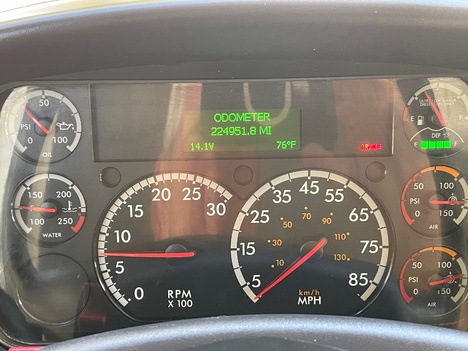 ODOMETER
224951.8 MI
14.1V 76°F
50
PSI
0 100
OIL
150 200
100 250
WATER
0 5 10 15 20 25 30
RPM
X 100
5 15 25 35 45 55 65 75 85
10 30 50 70 90 110 130
km/h
MPH
E F
DEF
E F
50 100
PSI
0 150
AIR
50 100
PSI
0 150
AIR